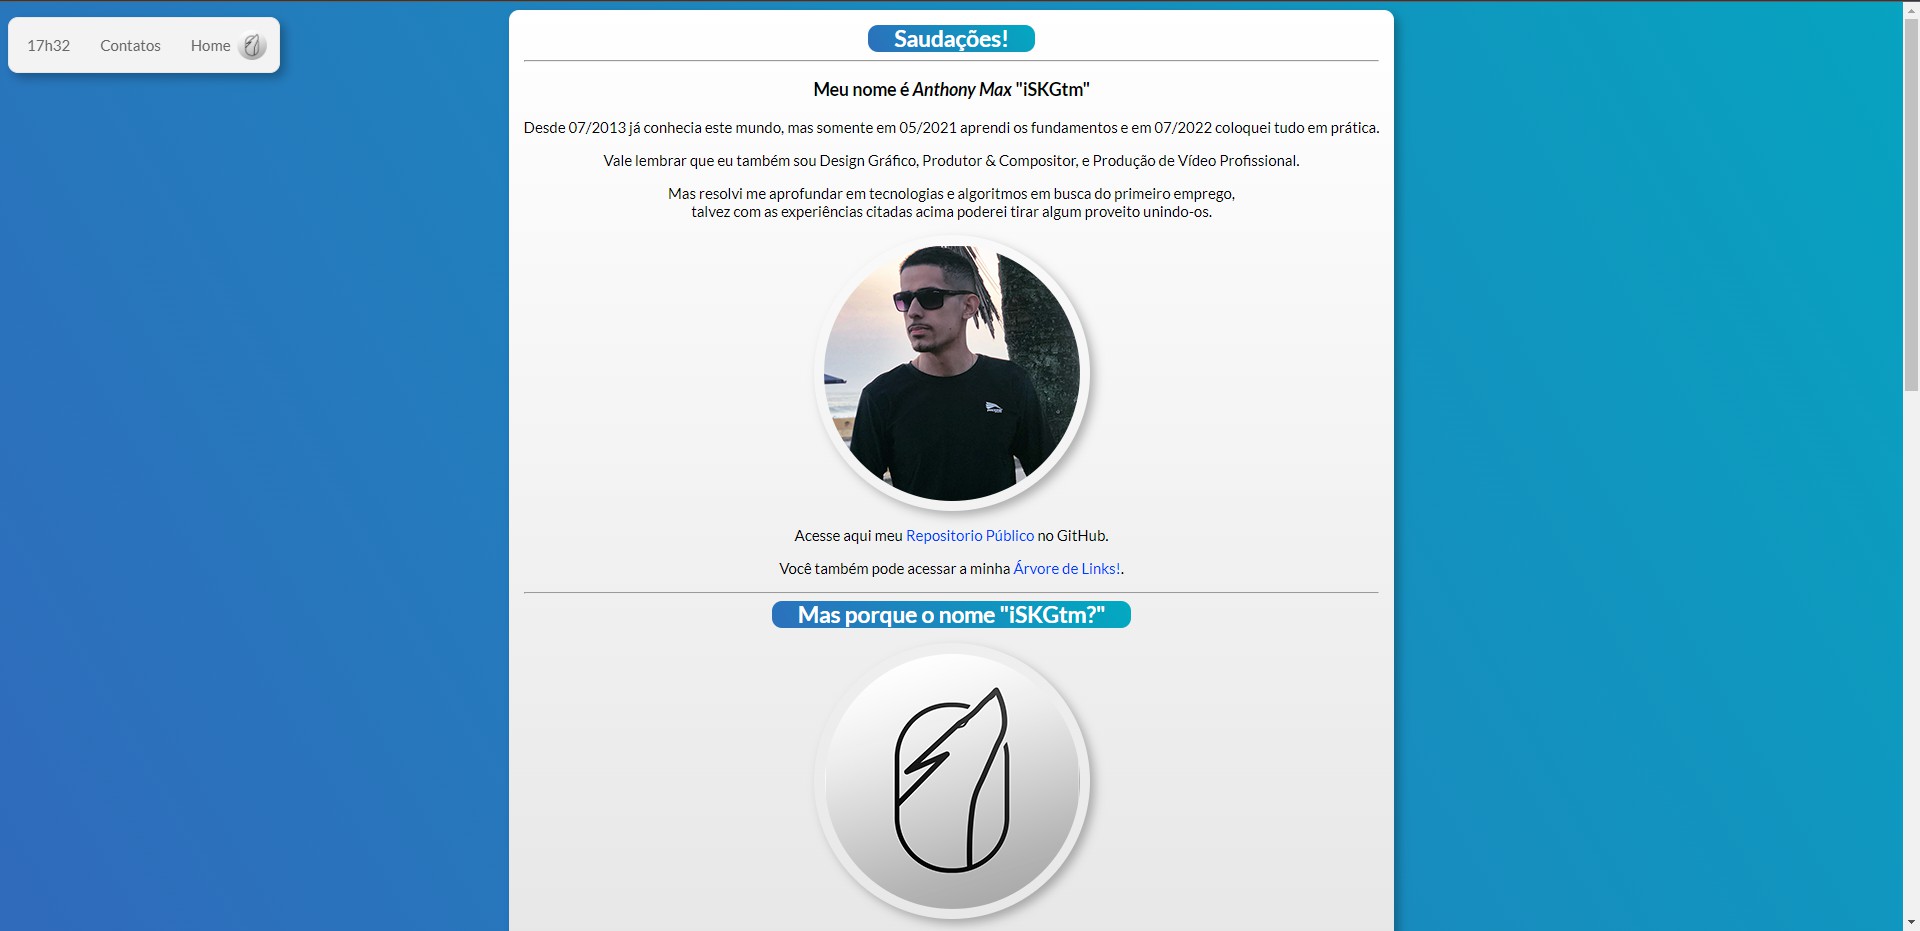 17h32 Contatos Home
Saudações!
Meu nome é Anthony Max "iSKGtm"
Desde 07/2013 já conhecia este mundo, mas somente em 05/2021 aprendi os fundamentos e em 07/2022 coloquei tudo em prática.
Vale lembrar que eu também sou Design Gráfico, Produtor & Compositor, e Produção de Vídeo Profissional.
Mas resolvi me aprofundar em tecnologias e algoritmos em busca do primeiro emprego,
talvez com as experiências citadas acima poderei tirar algum proveito unindo-os.
Acesse aqui meu Repositorio Público no GitHub.
Você também pode acessar a minha Árvore de Links!.
Mas porque o nome "iSKGtm?"